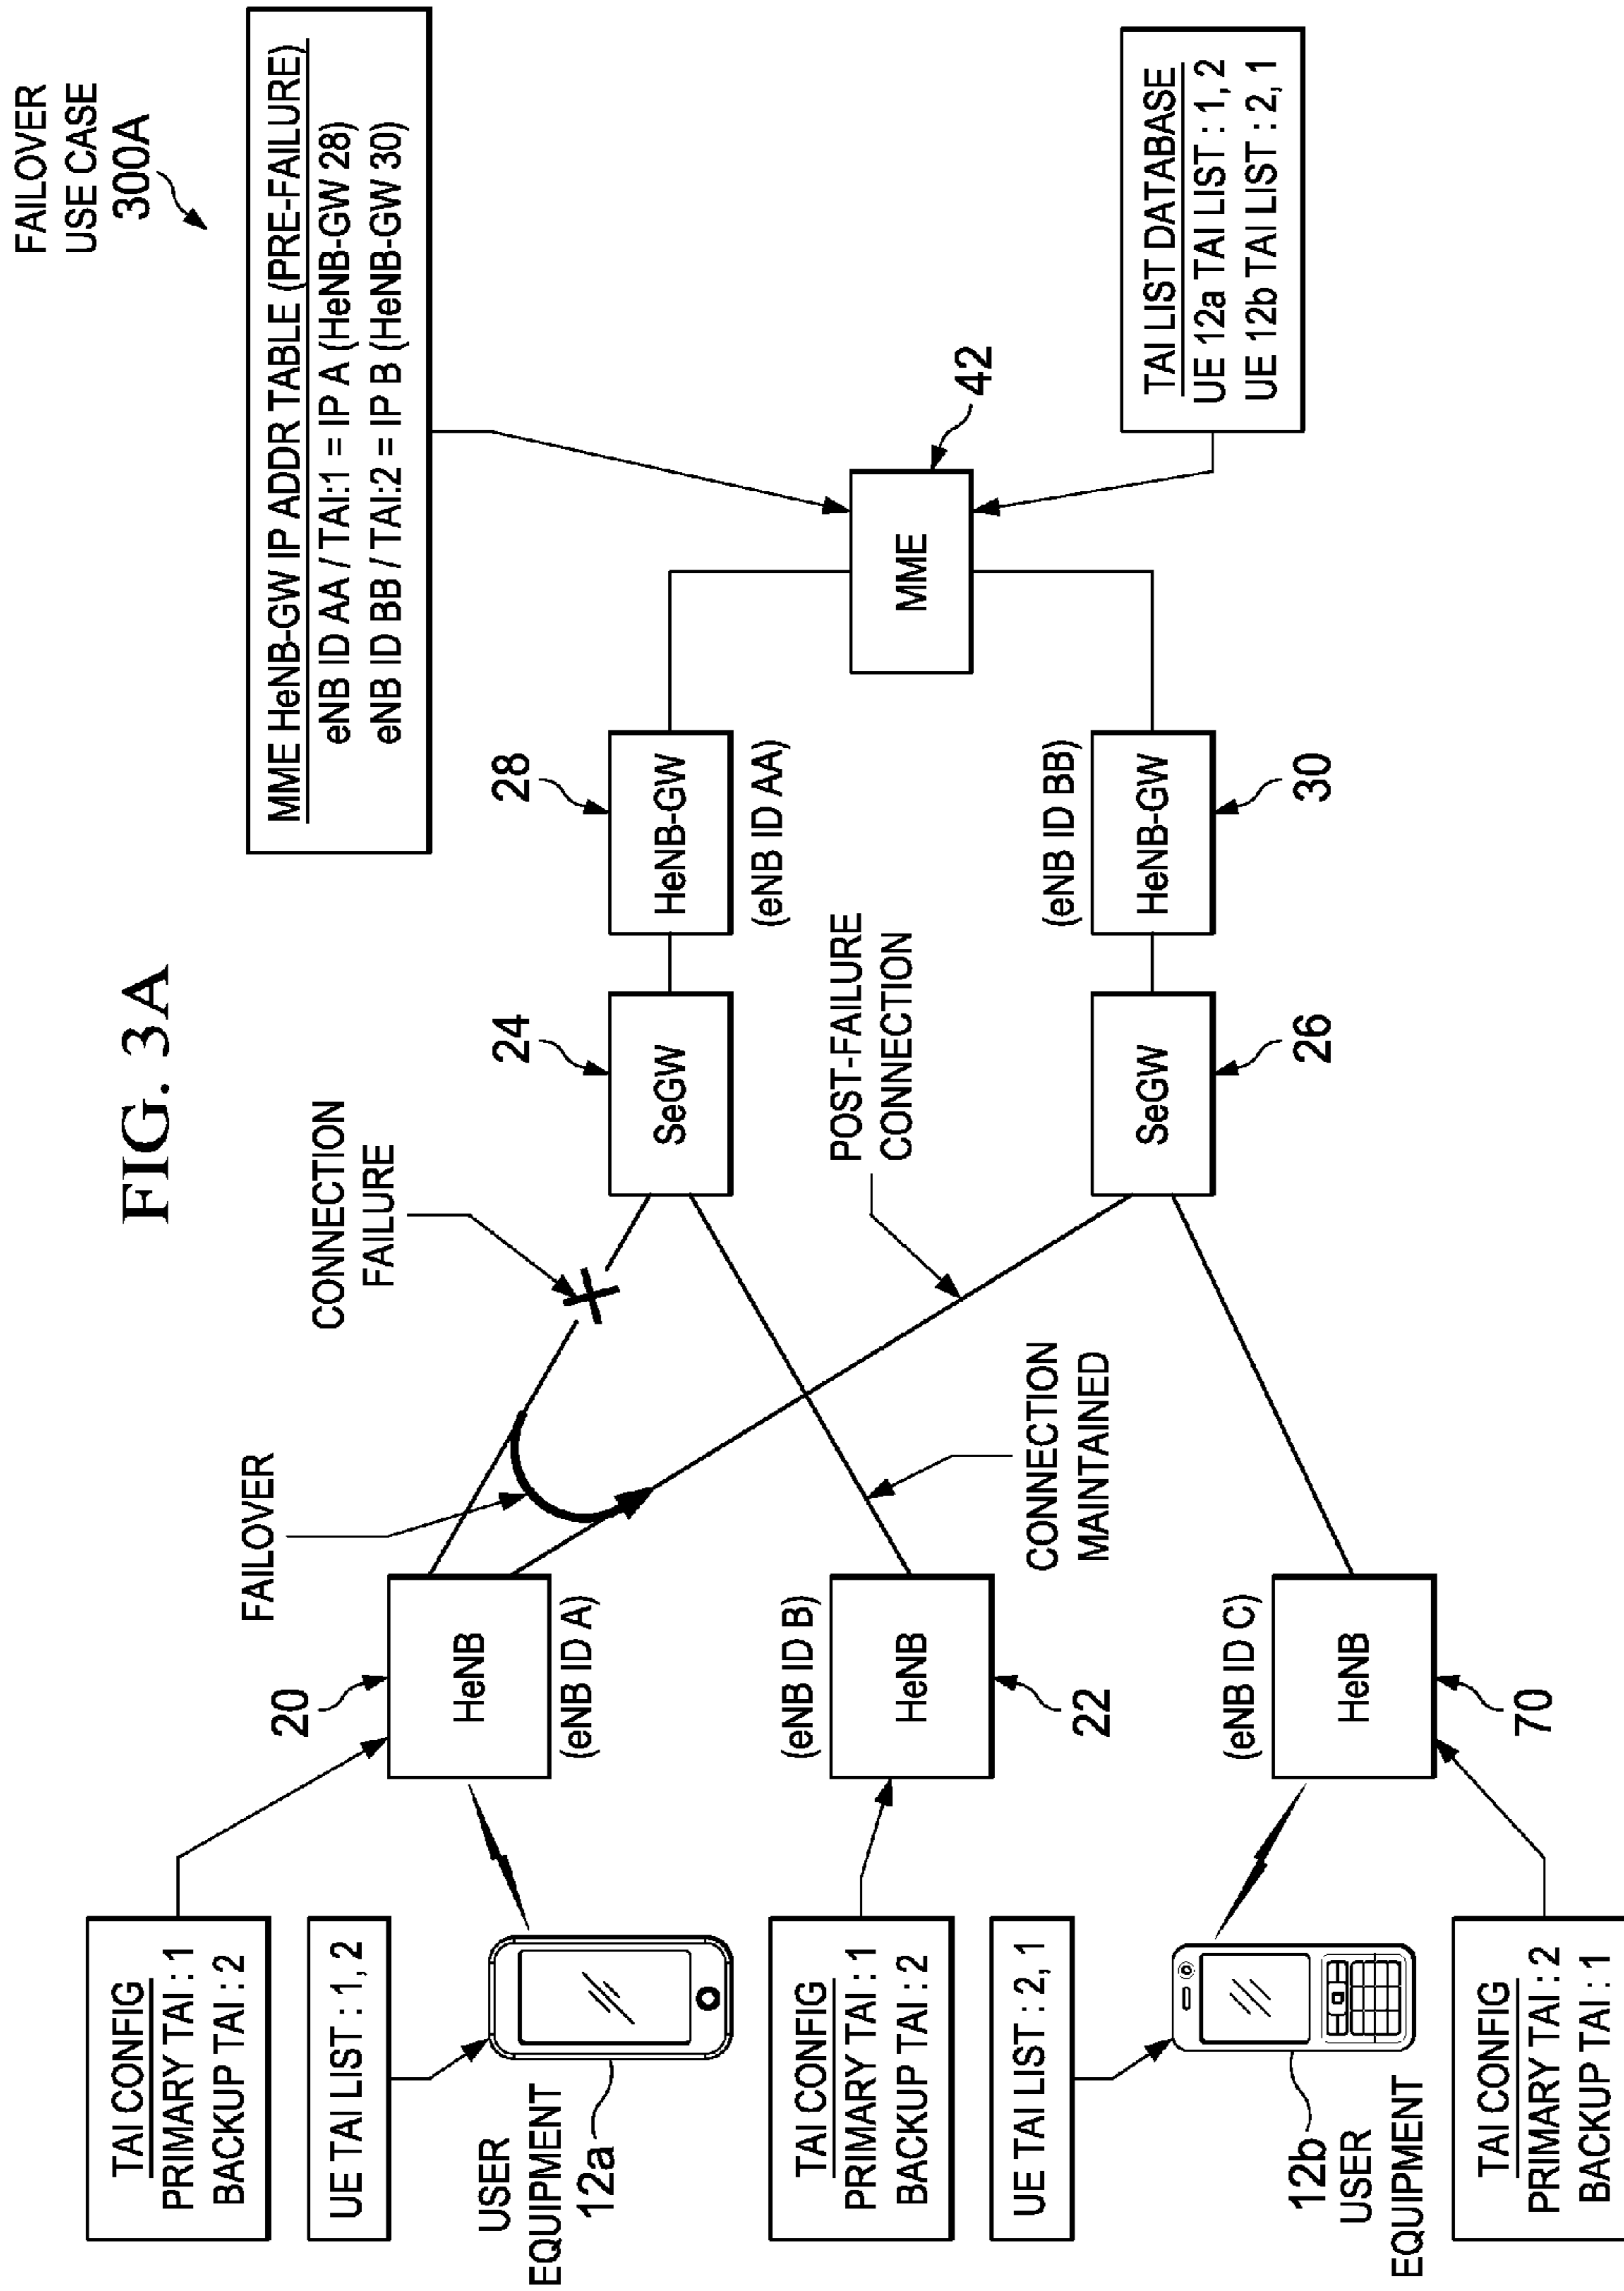 FIG. 3A
FAILOVER
USE CASE
300A
TAI CONFIG
PRIMARY TAI : 1
BACKUP TAI : 2
UE TAI LIST : 1, 2
USER
EQUIPMENT
12a
20
HeNB
(eNB ID A)
FAILOVER
CONNECTION
FAILURE
24
SeGW
28
HeNB-GW
(eNB ID AA)
MME HeNB-GW IP ADDR TABLE (PRE-FAILURE)
eNB ID AA / TAI:1 = IP A (HeNB-GW 28)
eNB ID BB / TAI:2 = IP B (HeNB-GW 30)
TAI CONFIG
PRIMARY TAI : 1
BACKUP TAI : 2
(eNB ID B)
HeNB
22
CONNECTION
MAINTAINED
POST-FAILURE
CONNECTION
MME
42
UE TAI LIST : 2, 1
12b
USER
EQUIPMENT
TAI CONFIG
PRIMARY TAI : 2
BACKUP TAI : 1
(eNB ID C)
HeNB
70
SeGW
26
(eNB ID BB)
HeNB-GW
30
TAI LIST DATABASE
UE 12a TAI LIST : 1, 2
UE 12b TAI LIST : 2, 1